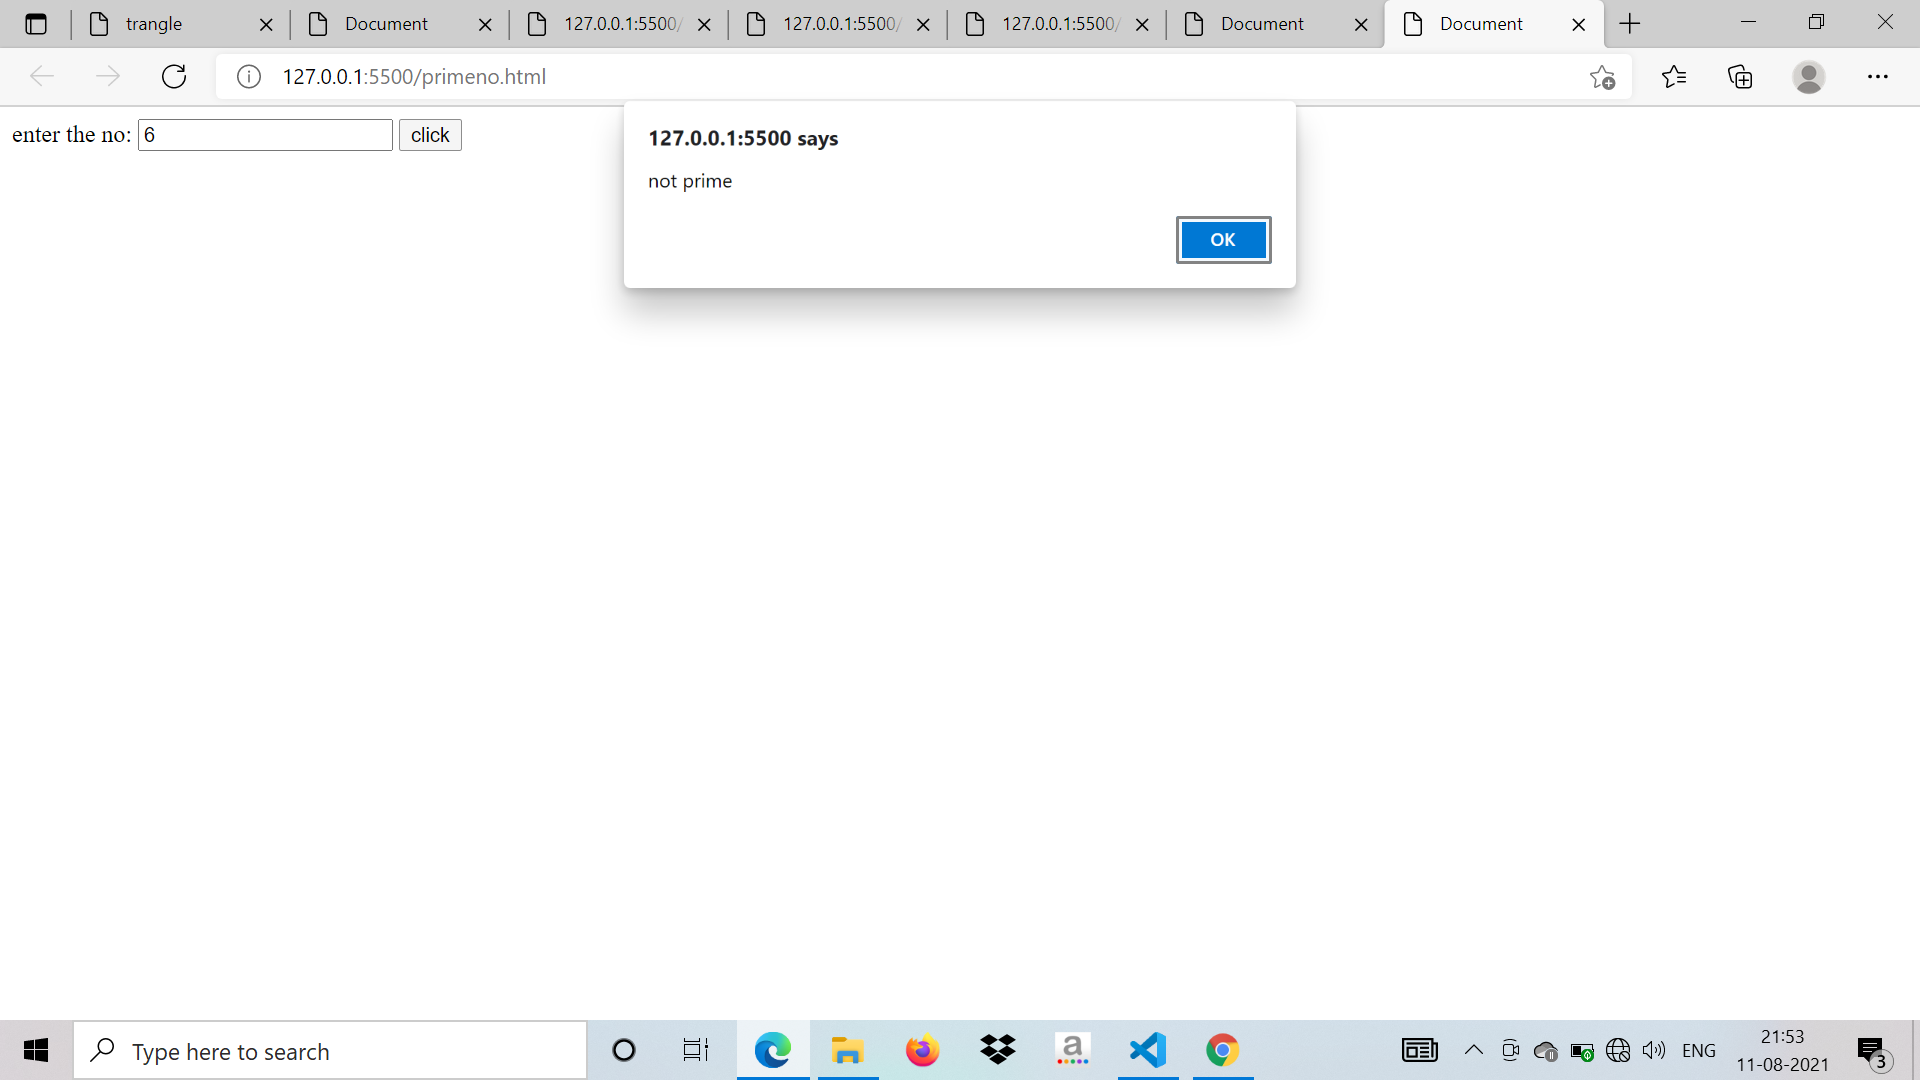 trangle
Document
127.0.0.1:5500/
127.0.0.1:5500/
127.0.0.1:5500/
Document
Document
127.0.0.1:5500/primeno.html
enter the no: 6 click
127.0.0.1:5500 says
not prime
OK
Type here to search
a
ENG
21:53
11-08-2021
3